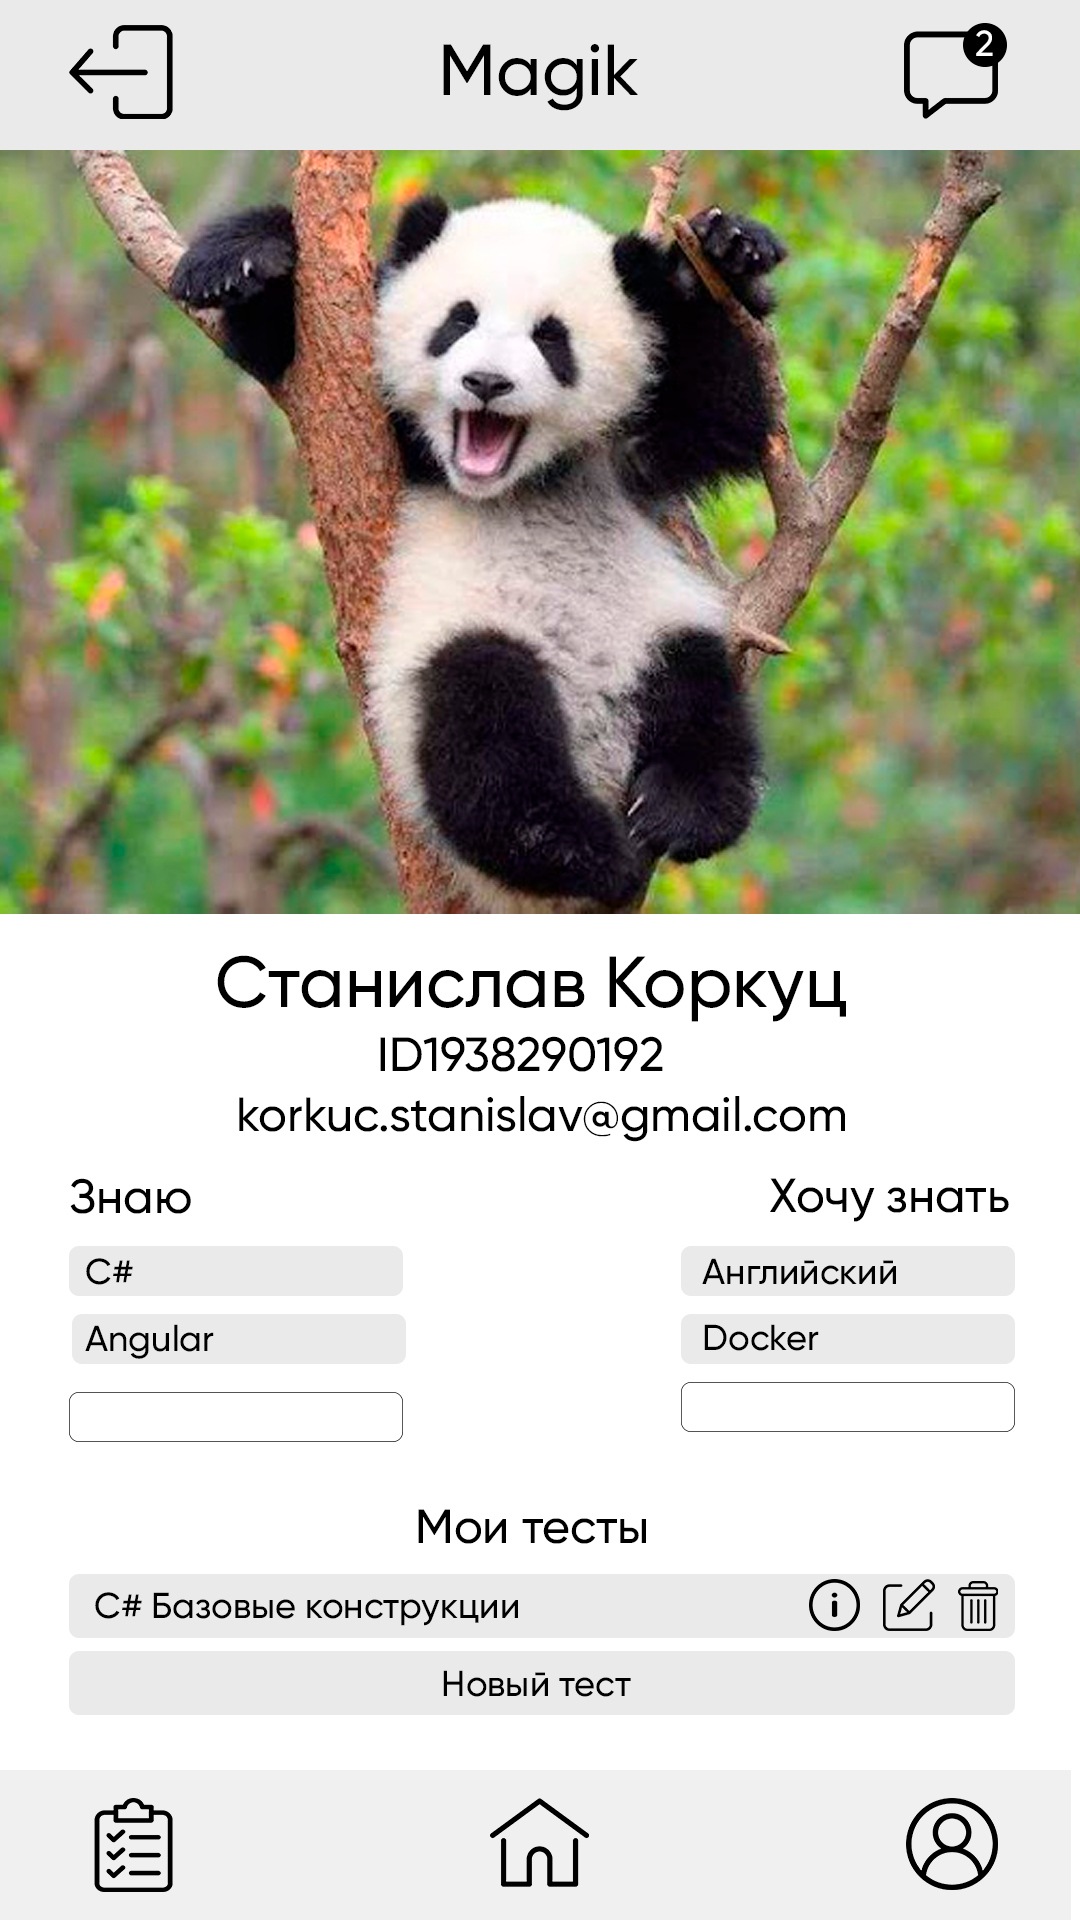 Magik
2
Станислав Коркуц
ID1938290192
korkuc.stanislav@gmail.com
Знаю
Хочу знать
C#
Английский
Angular
Docker
Мои тесты
C# Базовые конструкции
Новый тест